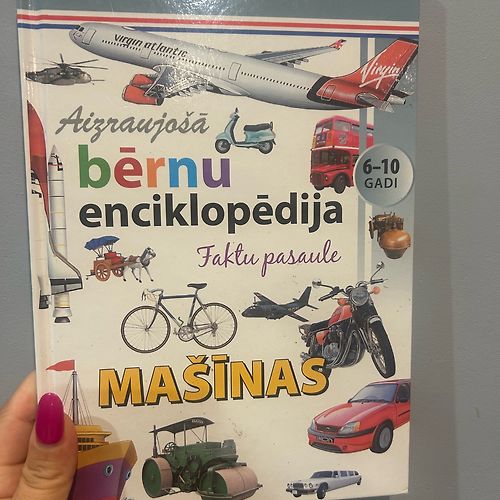 virgin atlantic
Virgin
Aizraujošā
bērnu
enciklopēdija
6–10
GADI
Faktu pasaule
MAŠĪNAS